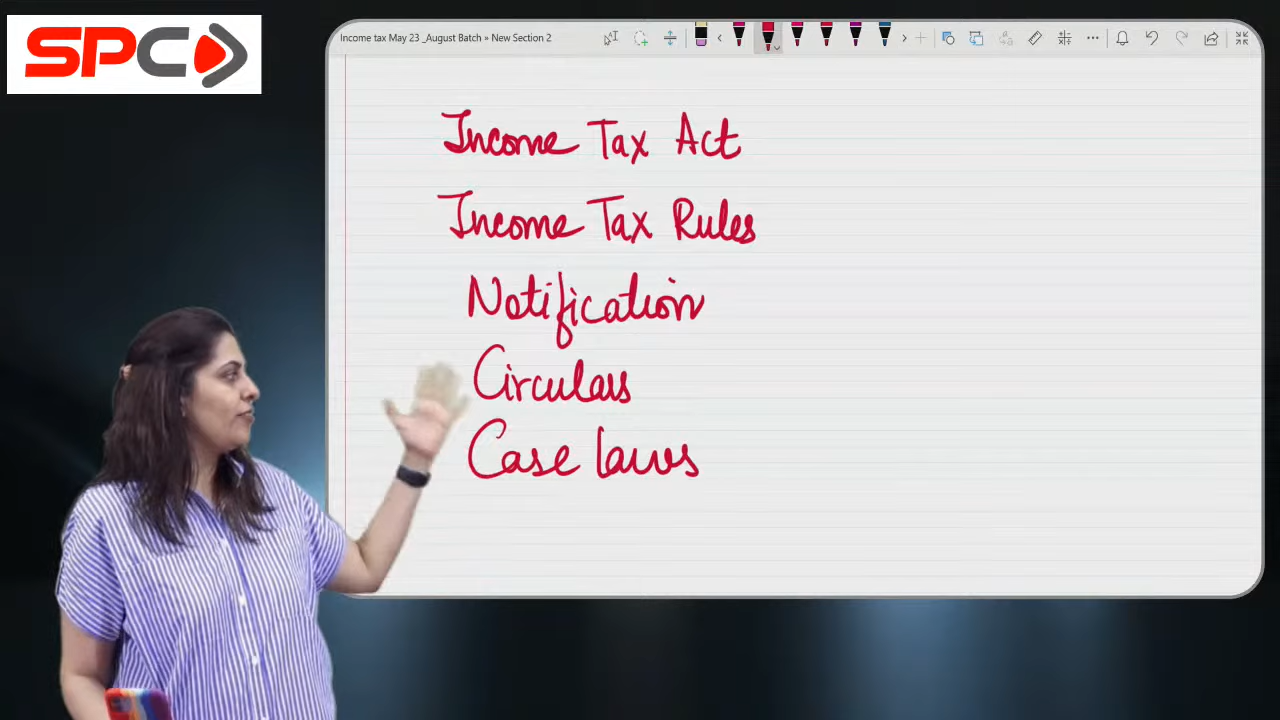 SPC
Income tax May 23 _August Batch » New Section 2
Income Tax Act
Income Tax Rules
Notification
Circulars
Case laws